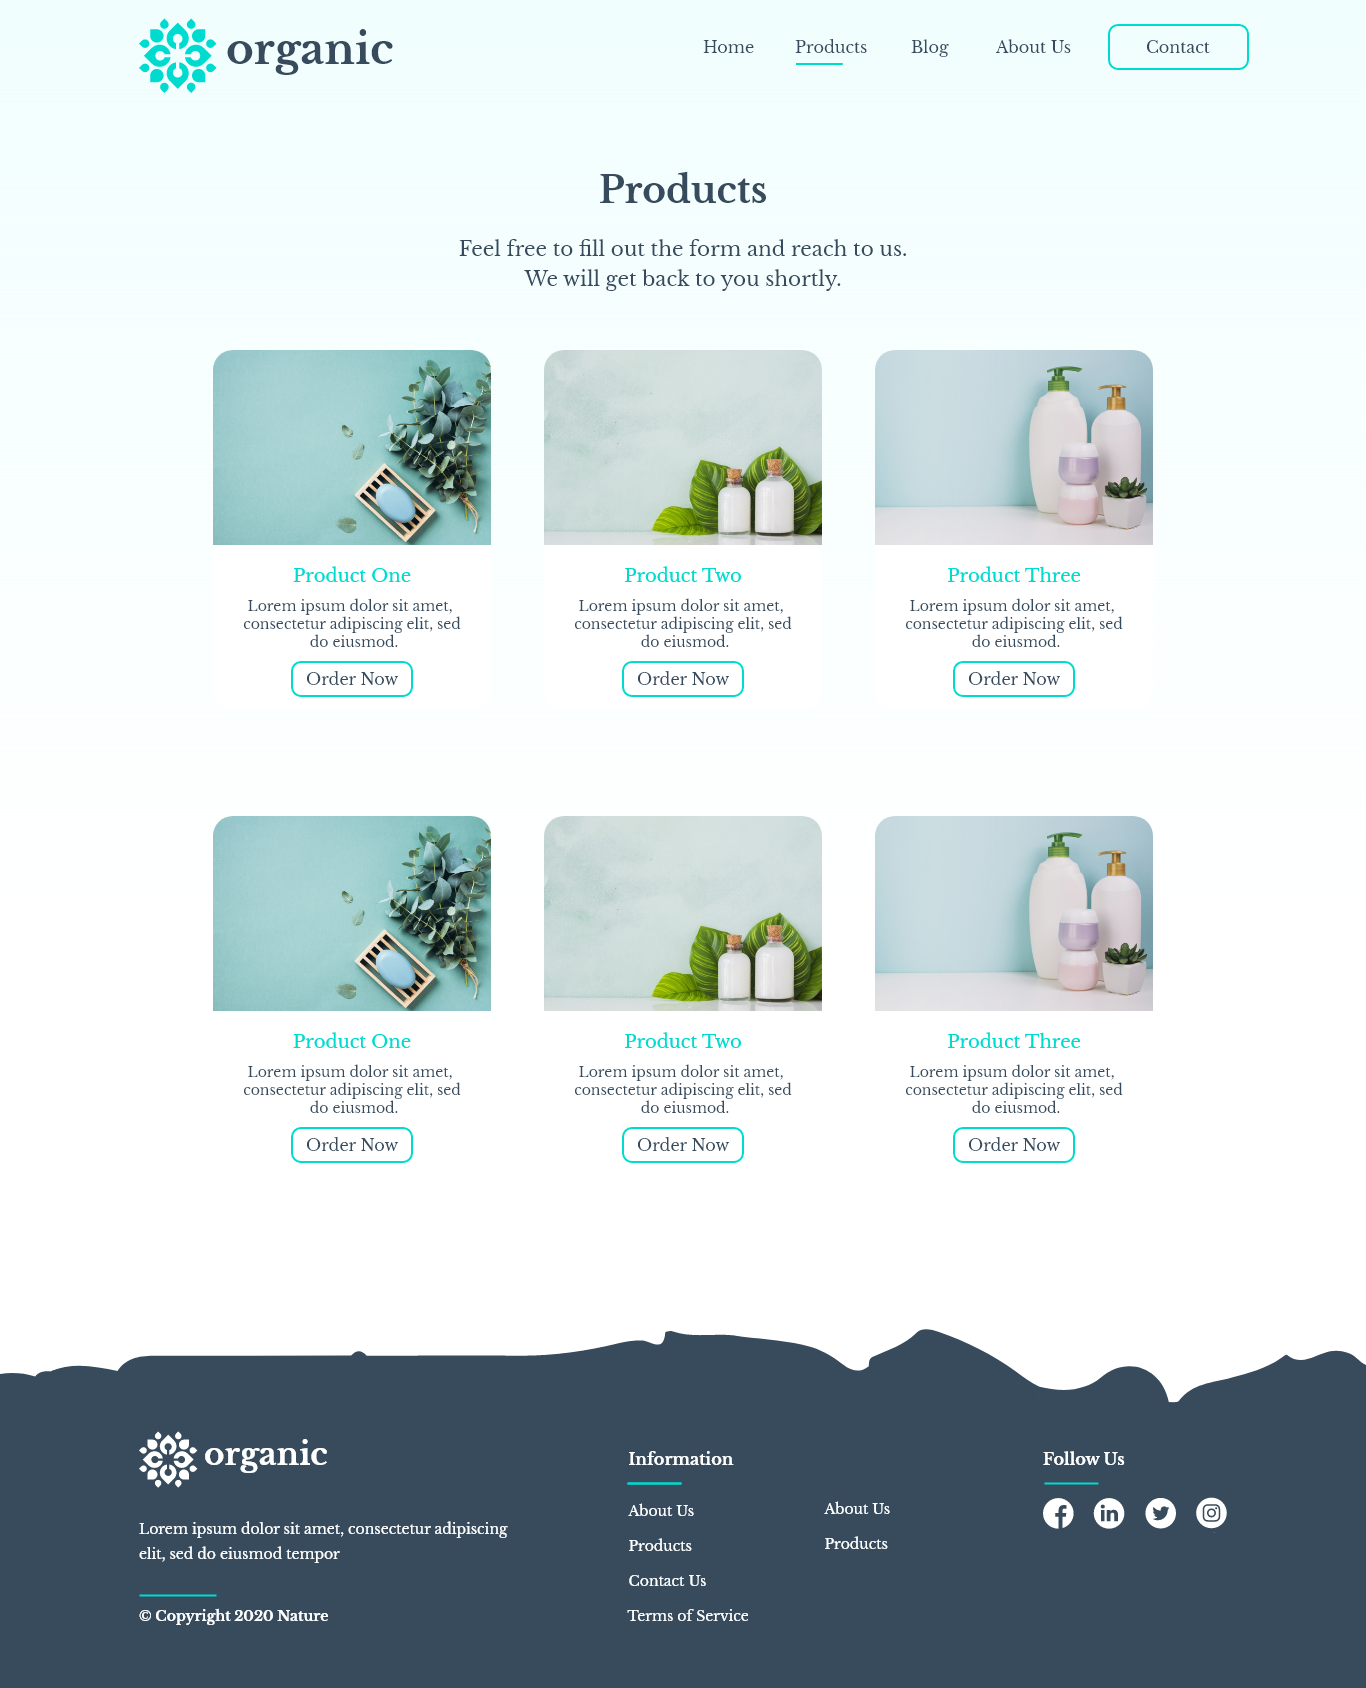 organic
Home Products Blog About Us Contact
Products
Feel free to fill out the form and reach to us.
We will get back to you shortly.
Product One
Lorem ipsum dolor sit amet,
consectetur adipiscing elit, sed
do eiusmod.
Order Now
Product Two
Lorem ipsum dolor sit amet,
consectetur adipiscing elit, sed
do eiusmod.
Order Now
Product Three
Lorem ipsum dolor sit amet,
consectetur adipiscing elit, sed
do eiusmod.
Order Now
Product One
Lorem ipsum dolor sit amet,
consectetur adipiscing elit, sed
do eiusmod.
Order Now
Product Two
Lorem ipsum dolor sit amet,
consectetur adipiscing elit, sed
do eiusmod.
Order Now
Product Three
Lorem ipsum dolor sit amet,
consectetur adipiscing elit, sed
do eiusmod.
Order Now
organic
Lorem ipsum dolor sit amet, consectetur adipiscing
elit, sed do eiusmod tempor
© Copyright 2020 Nature
Information
About Us
Products
Contact Us
Terms of Service
About Us
Products
Follow Us